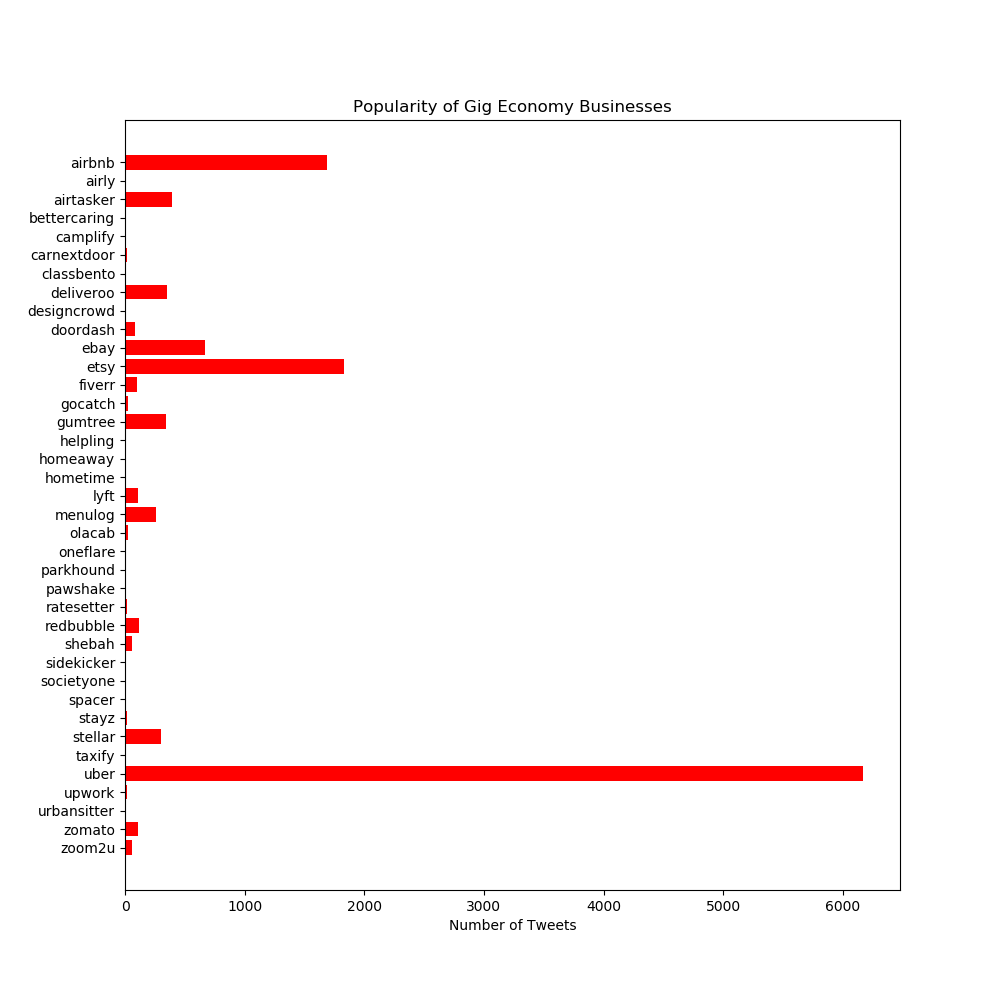 Popularity of Gig Economy Businesses
airbnb
airly
airtasker
bettercaring
camplify
carnextdoor
classbento
deliveroo
designcrowd
doordash
ebay
etsy
fiverr
gocatch
gumtree
helpling
homeaway
hometime
lyft
menulog
olacab
oneflare
parkhound
pawshake
ratesetter
redbubble
shebah
sidekicker
societyone
spacer
stayz
stellar
taxify
uber
upwork
urbansitter
zomato
zoom2u
0 1000 2000 3000 4000 5000 6000
Number of Tweets